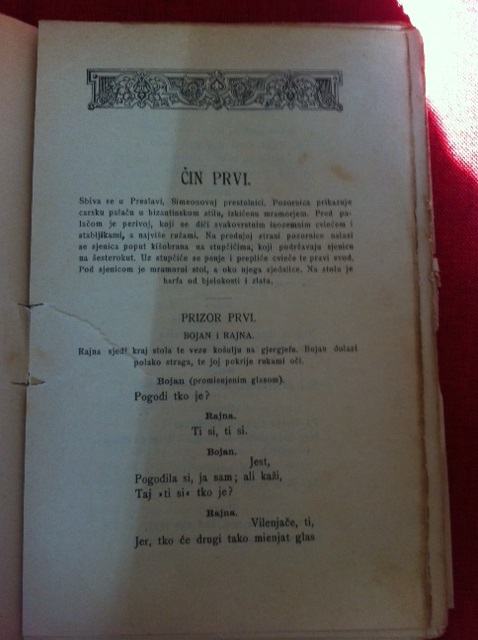 ČIN PRVI.
Sbiva se u Preslavi, Simeonovoj prestolnici. Pozornica prikazuje
carsku palaču u bizantinskom stilu, izkićenu mramorjem. Pred pa-
lačom je perivoj, koji se diči svakovrstnim inozemnim cviećem i
stabljikami, a najviše ružami. Na prednjoj strani pozornice nalazi
se sjenica poput kišobrana na stupčićima, koji podržavaju sjenicu
na šesterokut. Uz stupčiće se penje i prepliće cvieće te pravi svod.
Pod sjenicom je mramorni stol, a oko njega sjedalice. Na stolu je
harfa od bjelokosti i zlata.
PRIZOR PRVI.
BOJAN i RAJNA.
Rajna sjedi kraj stola te veze košulju na gjergjefu. Bojan dolazi
polako straga, te joj pokrije rukami oči.
Bojan (promienjenim glasom).
Pogodi tko je?
Rajna.
Ti si, ti si.
Bojan.
Jest,
Pogodila si, ja sam; ali kaži,
Taj »ti si« tko je?
Rajna.
Vilenjače, ti,
Jer, tko će drugi tako mienjat glas